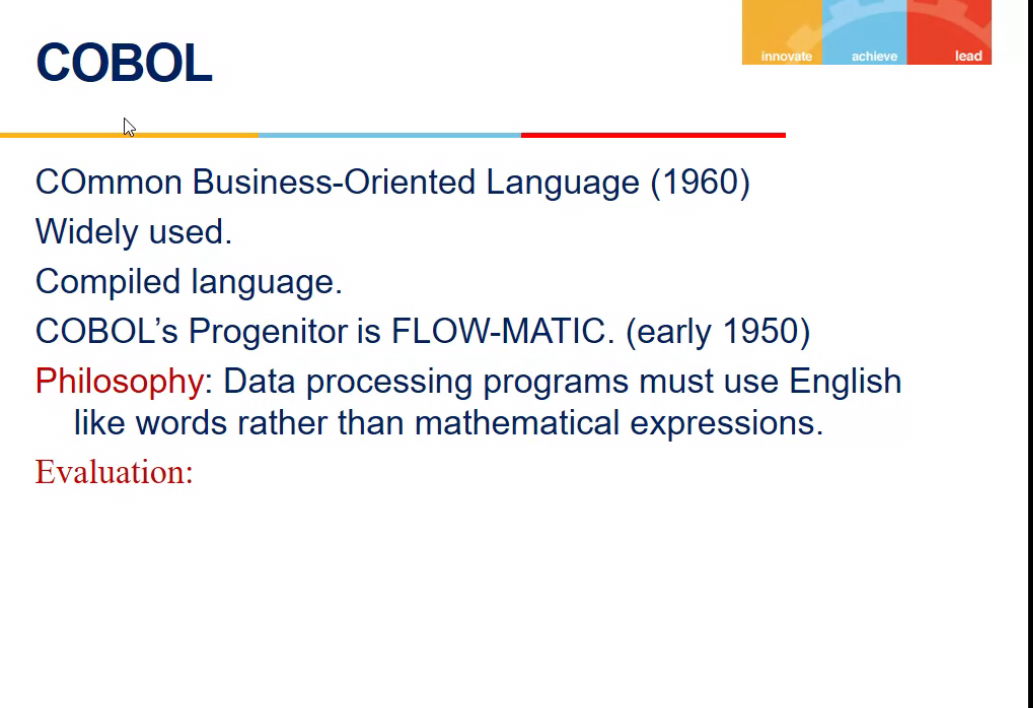 COBOL
innovate achieve lead
COmmon Business-Oriented Language (1960)
Widely used.
Compiled language.
COBOL’s Progenitor is FLOW-MATIC. (early 1950)
Philosophy: Data processing programs must use English
like words rather than mathematical expressions.
Evaluation: